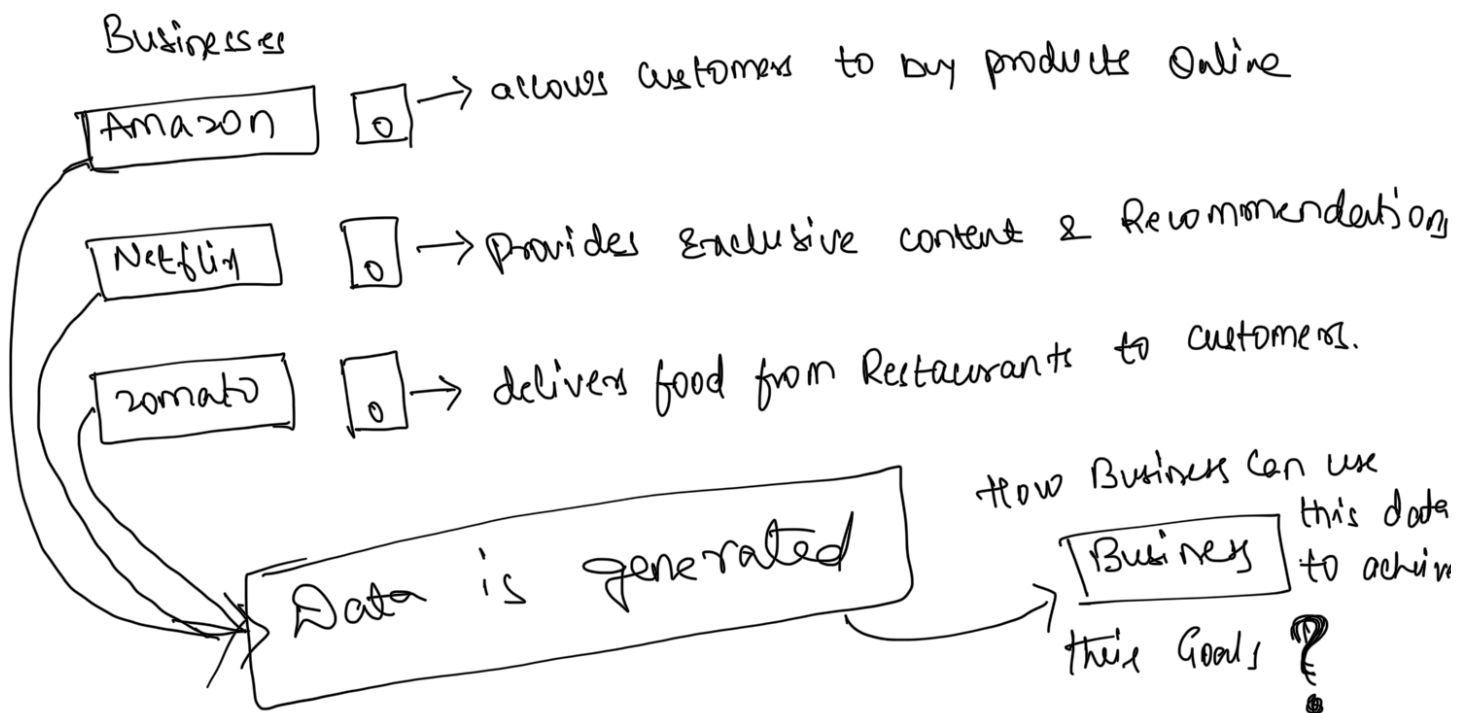 Businesses
Amazon → allows customers to buy products Online
Netflix → provides Exclusive content & Recommendations
zomato → delivers food from Restaurants to customers.
Data is generated
How Business can use
this data
Business
to achieve
their Goals ?